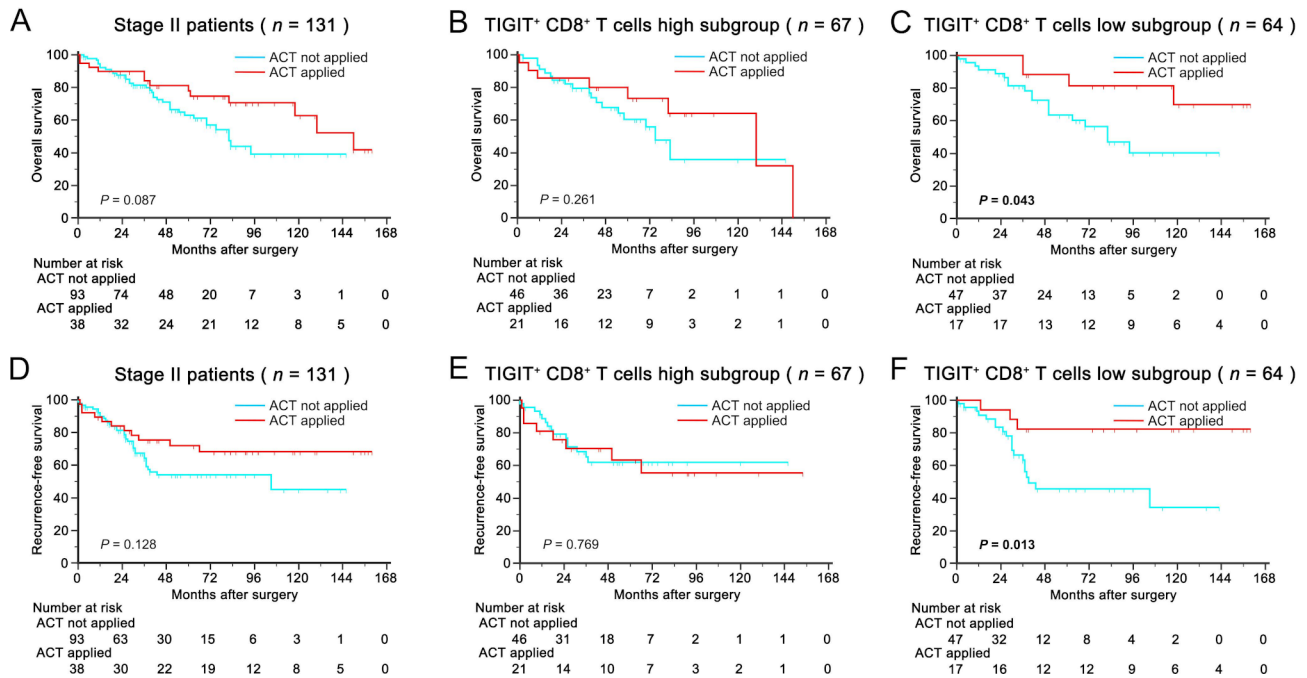 A
Stage II patients ( n = 131 )
ACT not applied
ACT applied
Overall survival
100
80
60
40
20
0
P = 0.087
0 24 48 72 96 120 144 168
Months after surgery
Number at risk
ACT not applied
93 74 48 20 7 3 1 0
ACT applied
38 32 24 21 12 8 5 0
B
TIGIT⁺ CD8⁺ T cells high subgroup ( n = 67 )
ACT not applied
ACT applied
Overall survival
100
80
60
40
20
0
P = 0.261
0 24 48 72 96 120 144 168
Months after surgery
Number at risk
ACT not applied
46 36 23 7 2 1 1 0
ACT applied
21 16 12 9 3 2 1 0
C
TIGIT⁺ CD8⁺ T cells low subgroup ( n = 64 )
ACT not applied
ACT applied
Overall survival
100
80
60
40
20
0
P = 0.043
0 24 48 72 96 120 144 168
Months after surgery
Number at risk
ACT not applied
47 37 24 13 5 2 0 0
ACT applied
17 17 13 12 9 6 4 0
D
Stage II patients ( n = 131 )
ACT not applied
ACT applied
Recurrence-free survival
100
80
60
40
20
0
P = 0.128
0 24 48 72 96 120 144 168
Months after surgery
Number at risk
ACT not applied
93 63 30 15 6 3 1 0
ACT applied
38 30 22 19 12 8 5 0
E
TIGIT⁺ CD8⁺ T cells high subgroup ( n = 67 )
ACT not applied
ACT applied
Recurrence-free survival
100
80
60
40
20
0
P = 0.769
0 24 48 72 96 120 144 168
Months after surgery
Number at risk
ACT not applied
46 31 18 7 2 1 1 0
ACT applied
21 14 10 7 3 2 1 0
F
TIGIT⁺ CD8⁺ T cells low subgroup ( n = 64 )
ACT not applied
ACT applied
Recurrence-free survival
100
80
60
40
20
0
P = 0.013
0 24 48 72 96 120 144 168
Months after surgery
Number at risk
ACT not applied
47 32 12 8 4 2 0 0
ACT applied
17 16 12 12 9 6 4 0